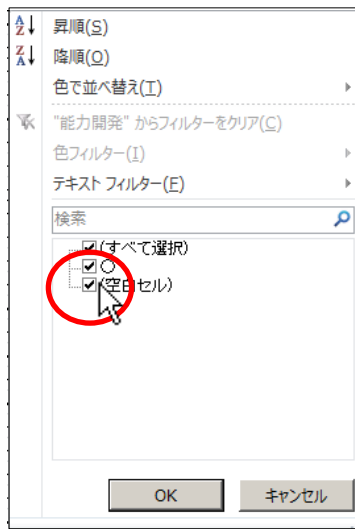 昇順(S)
降順(O)
色で並べ替え(T)
"能力開発" からフィルターをクリア(C)
色フィルター(I)
テキスト フィルター(F)
検索
(すべて選択)
○
(空白セル)
OK
キャンセル